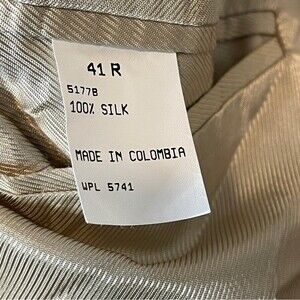 41 R
5177B
100% SILK
MADE IN COLOMBIA
WPL 5741